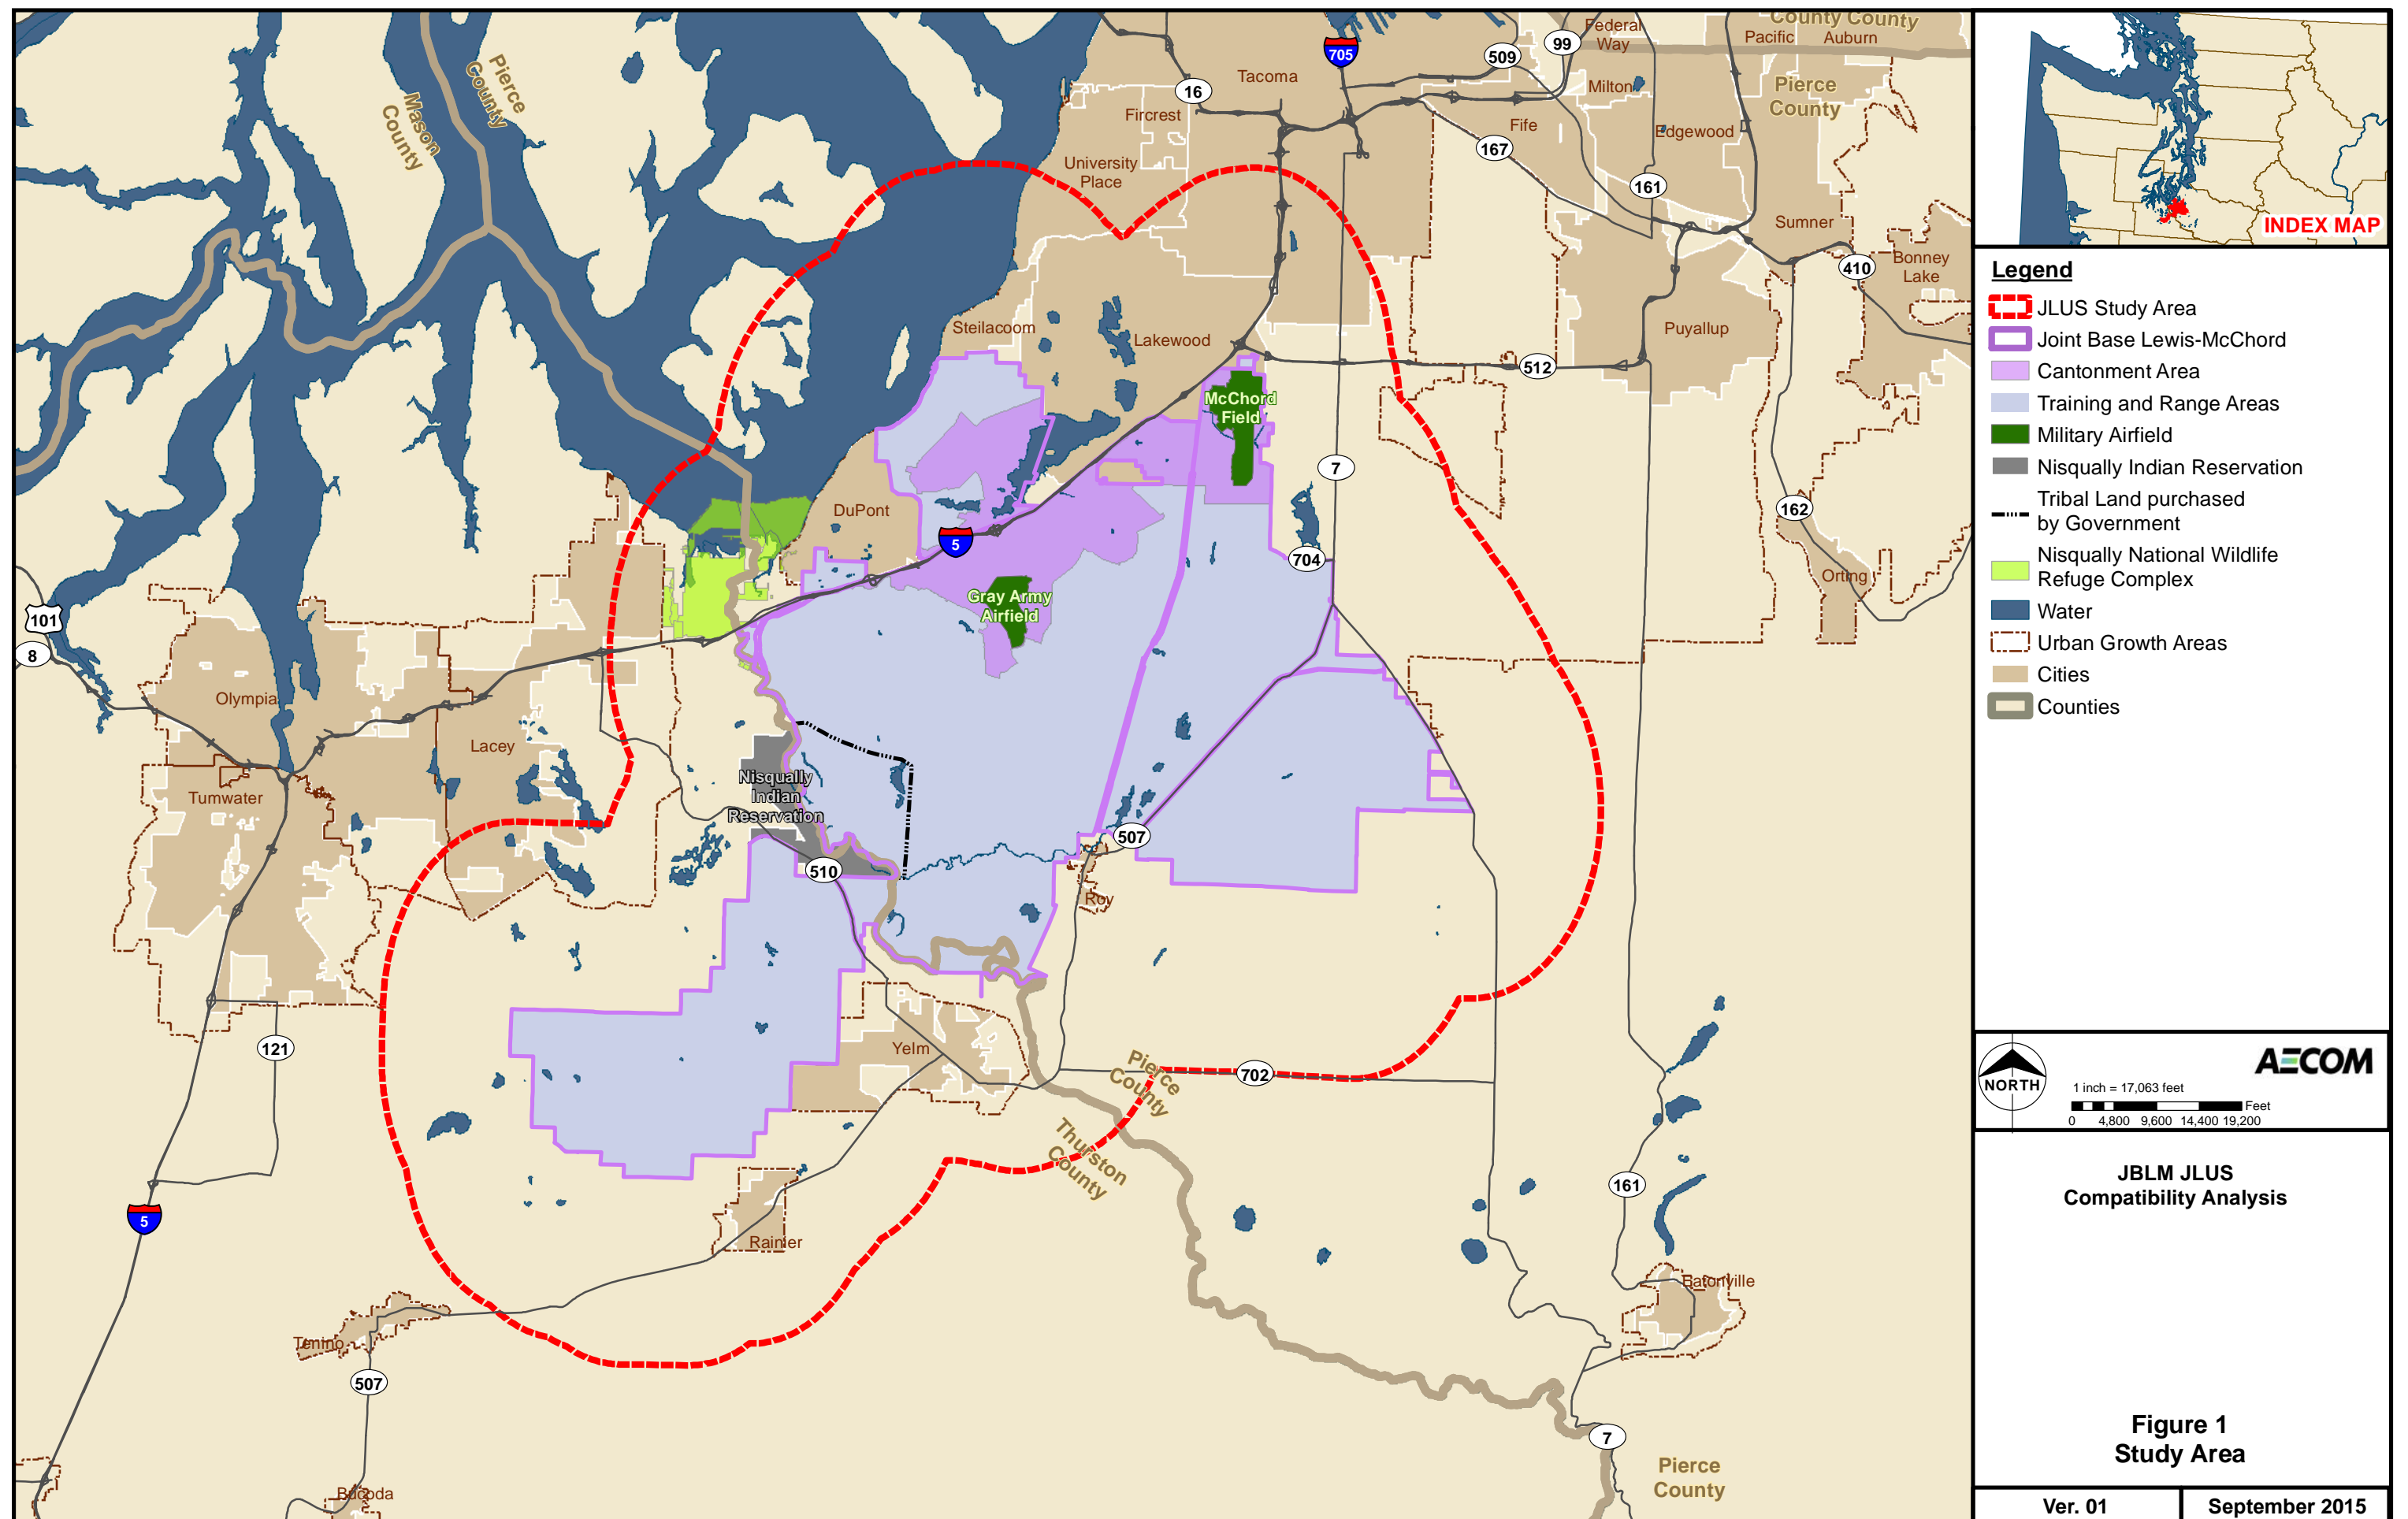 County County
Federal
Way
Pacific
Auburn
705
99
509
Tacoma
Pierce
County
Mason
County
Milton
Pierce
County
16
Fircrest
Fife
Edgewood
167
University
Place
161
Sumner
Bonney
Lake
410
Steilacoom
Lakewood
Puyallup
512
McChord
Field
7
DuPont
162
5
704
Orting
Gray Army
Airfield
101
8
Olympia
Lacey
Nisqually
Indian
Reservation
Tumwater
507
510
Roy
121
Yelm
702
Pierce
County
Thurston
County
161
5
Rainier
Eatonville
Tenino
507
7
Pierce
County
Bucoda
INDEX MAP
Legend
JLUS Study Area
Joint Base Lewis-McChord
Cantonment Area
Training and Range Areas
Military Airfield
Nisqually Indian Reservation
Tribal Land purchased
by Government
Nisqually National Wildlife
Refuge Complex
Water
Urban Growth Areas
Cities
Counties
NORTH
AECOM
1 inch = 17,063 feet
Feet
0 4,800 9,600 14,400 19,200
JBLM JLUS
Compatibility Analysis
Figure 1
Study Area
Ver. 01
September 2015